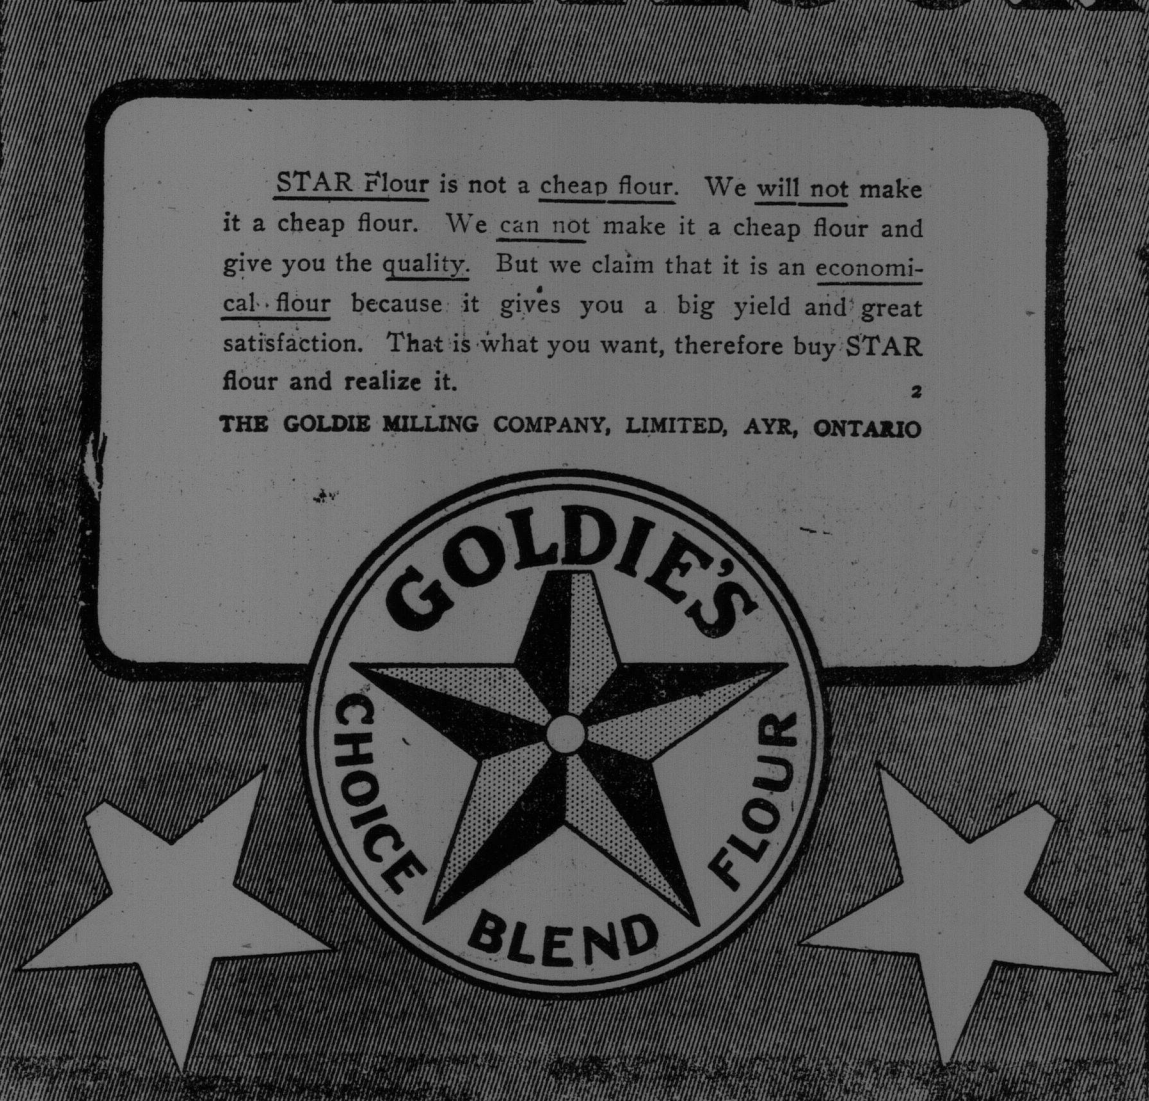 STAR Flour is not a cheap flour. We will not make
it a cheap flour. We can not make it a cheap flour and
give you the quality. But we claim that it is an economi-
cal flour because it gives you a big yield and great
satisfaction. That is what you want, therefore buy STAR
flour and realize it.
2
THE GOLDIE MILLING COMPANY, LIMITED, AYR, ONTARIO
GOLDIE'S
CHOICE
BLEND
FLOUR